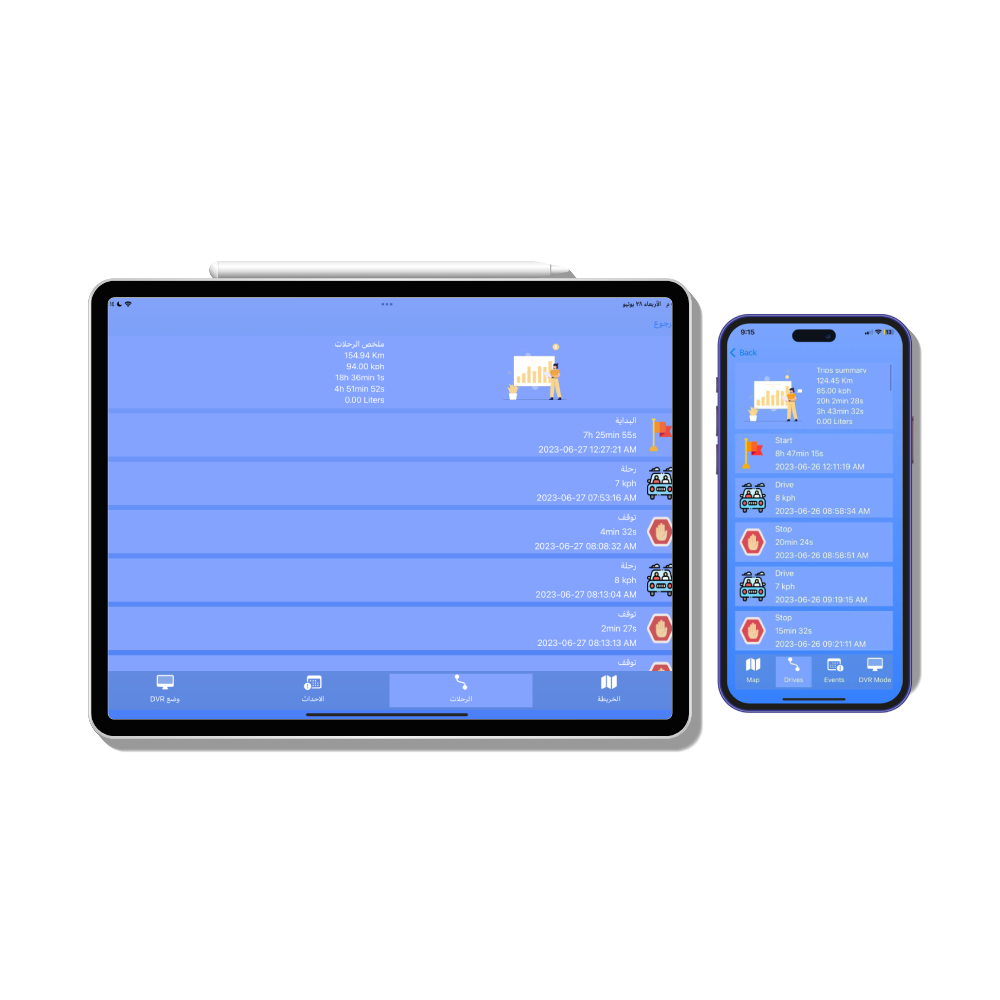 م الأربعاء ٢٨ يونيو
رجوع
ملخص الرحلات
154.94 Km
94.00 kph
18h 36min 1s
4h 51min 52s
0.00 Liters
البداية
7h 25min 55s
2023-06-27 12:27:21 AM
رحلة
7 kph
2023-06-27 07:53:16 AM
توقف
4min 32s
2023-06-27 08:08:32 AM
رحلة
8 kph
2023-06-27 08:13:04 AM
توقف
2min 27s
2023-06-27 08:13:13 AM
توقف
الخريطة
الرحلات
الاحداث
وضع DVR
9:15
Back
Trips summary
124.45 Km
85.00 kph
20h 2min 28s
3h 43min 32s
0.00 Liters
Start
8h 47min 15s
2023-06-26 12:11:19 AM
Drive
8 kph
2023-06-26 08:58:34 AM
Stop
20min 24s
2023-06-26 08:58:51 AM
Drive
7 kph
2023-06-26 09:19:15 AM
Stop
15min 32s
2023-06-26 09:21:11 AM
Map
Drives
Events
DVR Mode